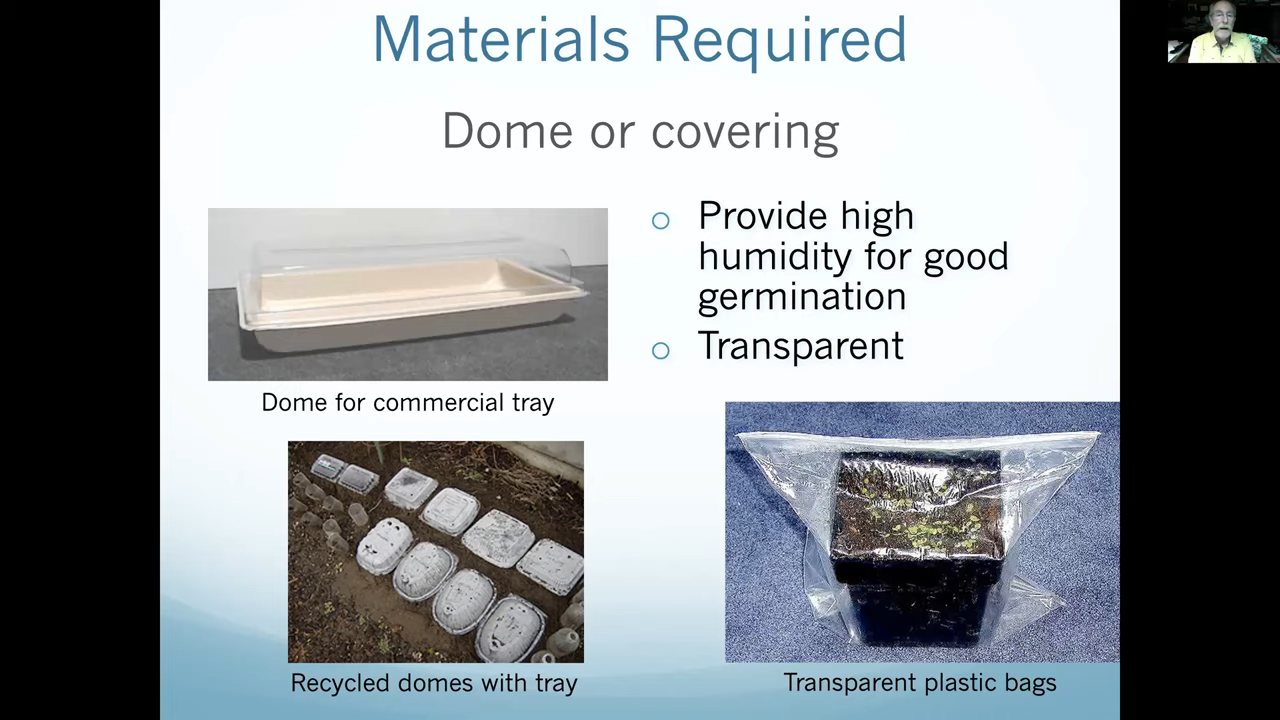 Materials Required
Dome or covering
Provide high
humidity for good
germination
Transparent
Dome for commercial tray
Recycled domes with tray
Transparent plastic bags